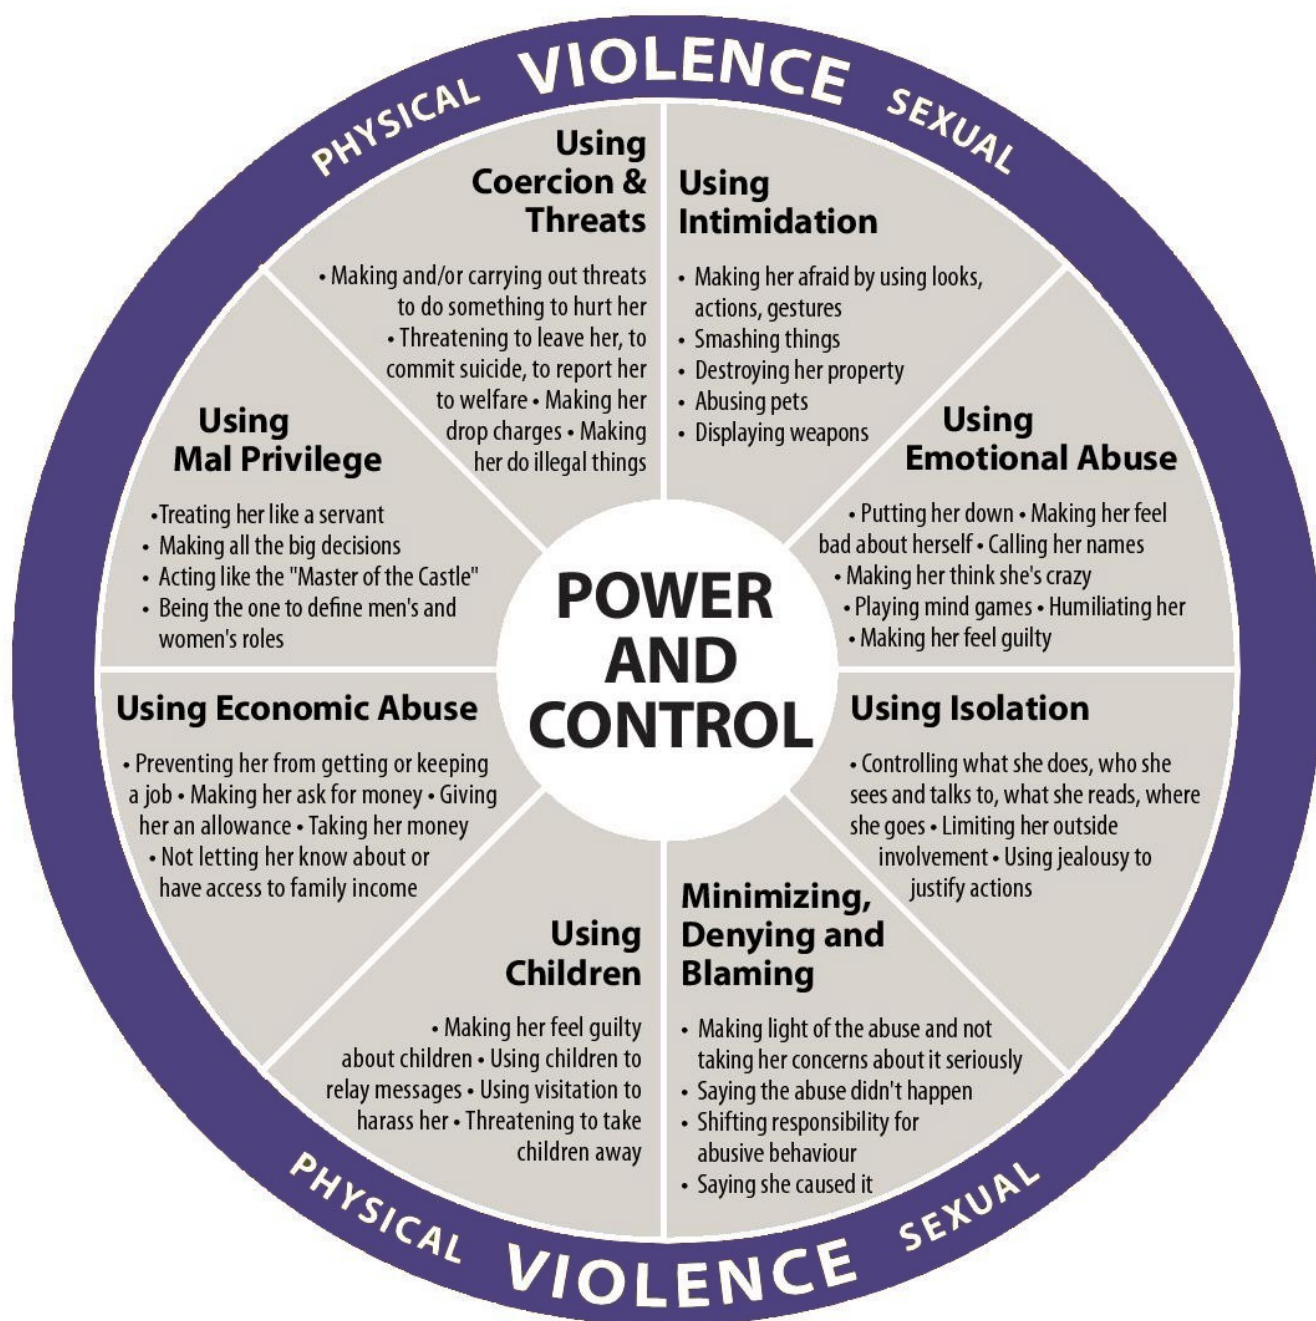 PHYSICAL VIOLENCE SEXUAL
Using
Coercion &
Threats
• Making and/or carrying out threats
to do something to hurt her
• Threatening to leave her, to
commit suicide, to report her
to welfare • Making her
drop charges • Making
her do illegal things
Using
Intimidation
• Making her afraid by using looks,
actions, gestures
• Smashing things
• Destroying her property
• Abusing pets
• Displaying weapons
Using
Emotional Abuse
• Putting her down • Making her feel
bad about herself • Calling her names
• Making her think she's crazy
• Playing mind games • Humiliating her
• Making her feel guilty
Using Isolation
• Controlling what she does, who she
sees and talks to, what she reads, where
she goes • Limiting her outside
involvement • Using jealousy to
justify actions
Minimizing,
Denying and
Blaming
• Making light of the abuse and not
taking her concerns about it seriously
• Saying the abuse didn't happen
• Shifting responsibility for
abusive behaviour
• Saying she caused it
Using
Children
• Making her feel guilty
about children • Using children to
relay messages • Using visitation to
harass her • Threatening to take
children away
Using Economic Abuse
• Preventing her from getting or keeping
a job • Making her ask for money • Giving
her an allowance • Taking her money
• Not letting her know about or
have access to family income
Using
Mal Privilege
•Treating her like a servant
• Making all the big decisions
• Acting like the "Master of the Castle"
• Being the one to define men's and
women's roles
POWER
AND
CONTROL
PHYSICAL VIOLENCE SEXUAL